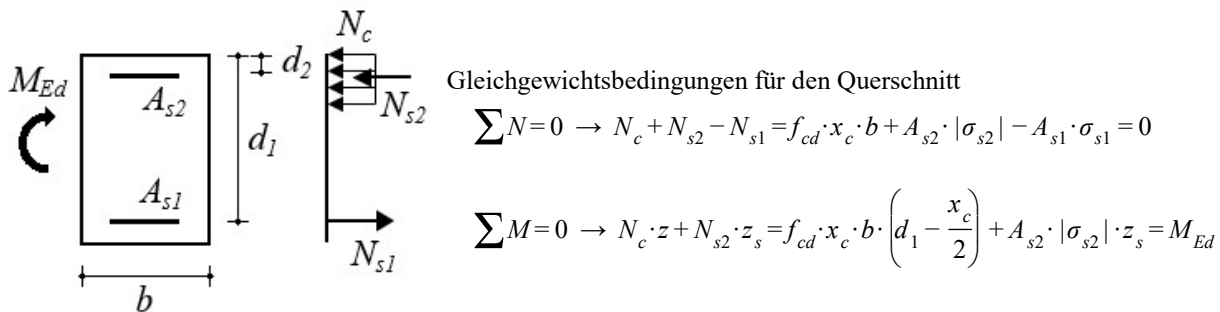 N_c
d_2
M_Ed
A_s2
N_s2
d_1
A_s1
N_s1
b
Gleichgewichtsbedingungen für den Querschnitt
∑N=0 → N_c+N_s2−N_s1=f_cd·x_c·b+A_s2·|σ_s2|−A_s1·σ_s1=0
∑M=0 → N_c·z+N_s2·z_s=f_cd·x_c·b·(d_1−x_c/2)+A_s2·|σ_s2|·z_s=M_Ed